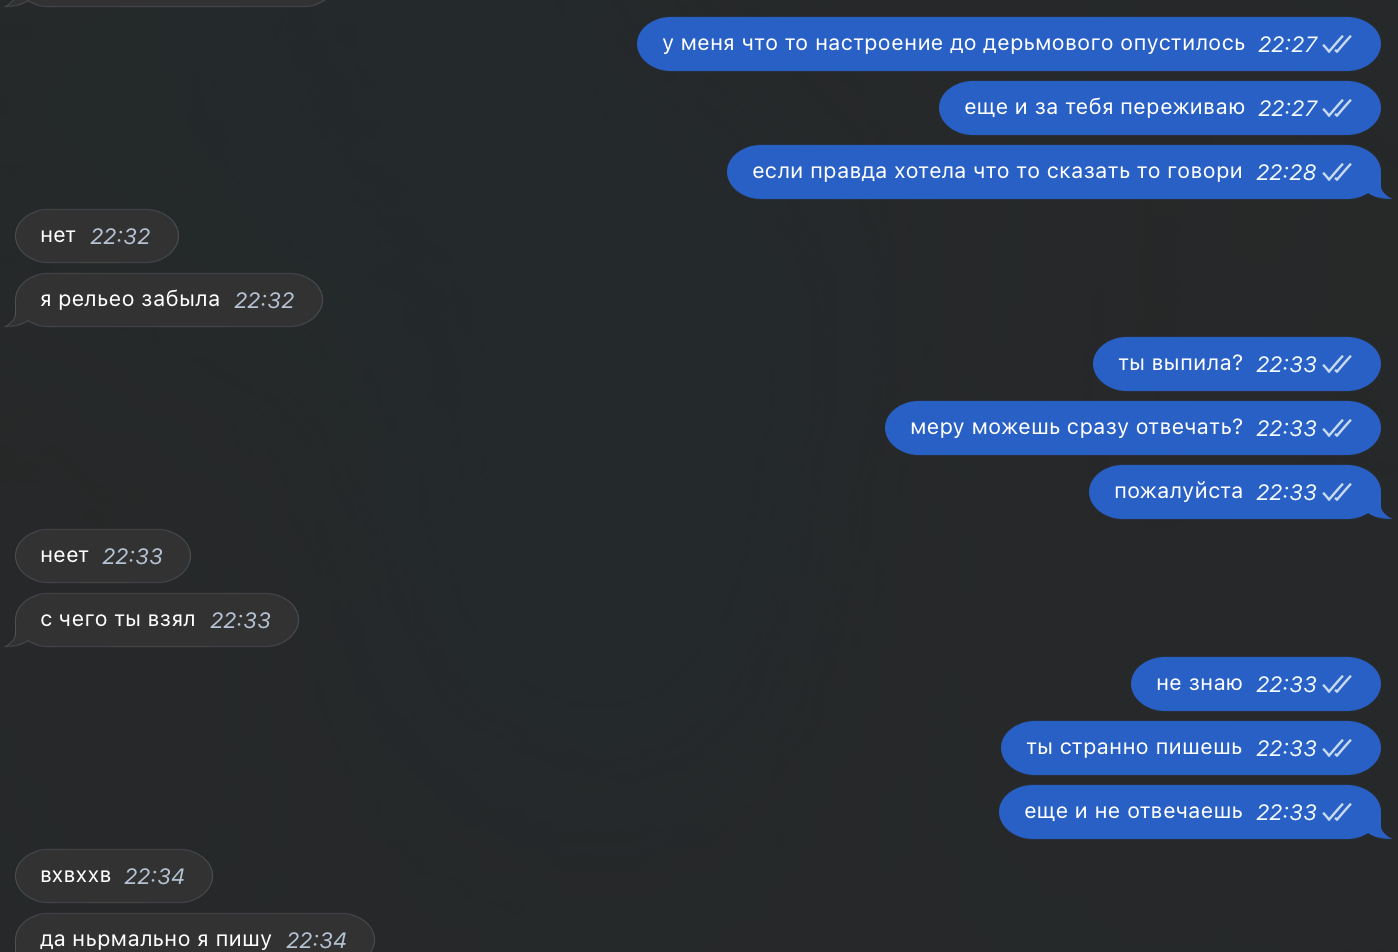 у меня что то настроение до дерьмового опустилось 22:27
еще и за тебя переживаю 22:27
если правда хотела что то сказать то говори 22:28
нет 22:32
я рельео забыла 22:32
ты выпила? 22:33
меру можешь сразу отвечать? 22:33
пожалуйста 22:33
неет 22:33
с чего ты взял 22:33
не знаю 22:33
ты странно пишешь 22:33
еще и не отвечаешь 22:33
вхвххв 22:34
да ньрмально я пишу 22:34